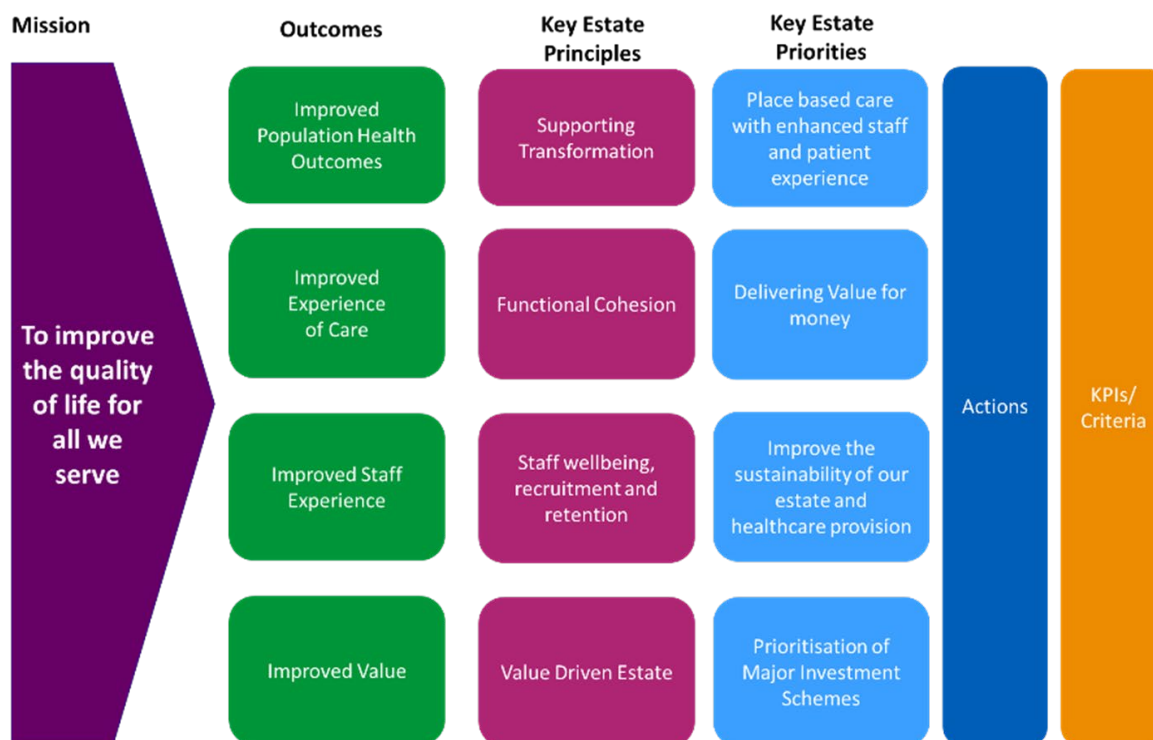 Mission
Outcomes
Key Estate
Principles
Key Estate
Priorities
To improve
the quality
of life for
all we
serve
Improved
Population Health
Outcomes
Supporting
Transformation
Place based care
with enhanced staff
and patient
experience
Improved
Experience
of Care
Functional Cohesion
Delivering Value for
money
Improved Staff
Experience
Staff wellbeing,
recruitment and
retention
Improve the
sustainability of our
estate and
healthcare provision
Improved Value
Value Driven Estate
Prioritisation of
Major Investment
Schemes
Actions
KPIs/
Criteria